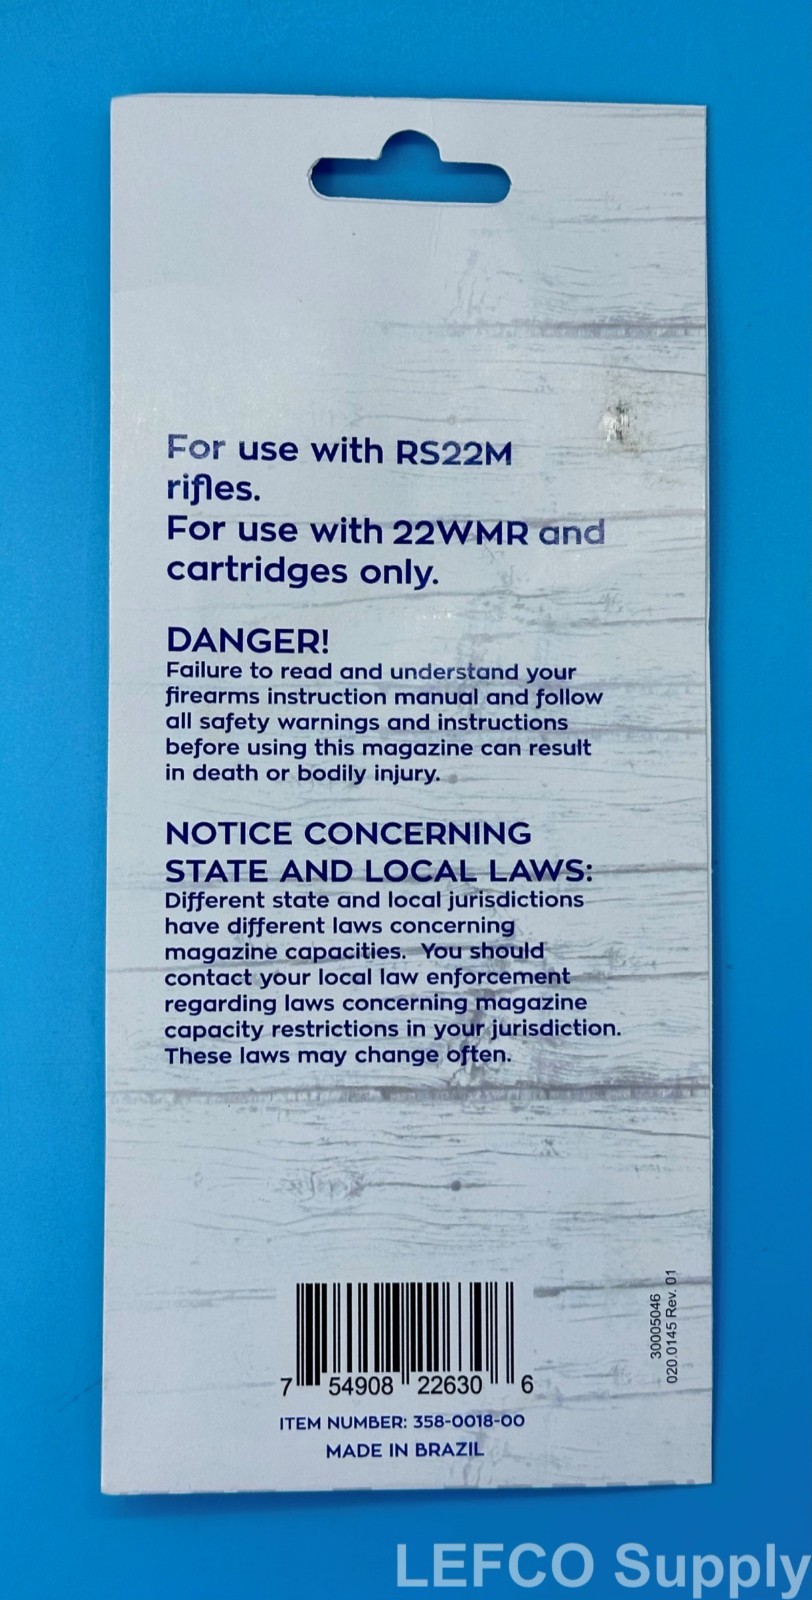 For use with RS22M
rifles.
For use with 22WMR and
cartridges only.
DANGER!
Failure to read and understand your
firearms instruction manual and follow
all safety warnings and instructions
before using this magazine can result
in death or bodily injury.
NOTICE CONCERNING
STATE AND LOCAL LAWS:
Different state and local jurisdictions
have different laws concerning
magazine capacities.  You should
contact your local law enforcement
regarding laws concerning magazine
capacity restrictions in your jurisdiction.
These laws may change often.
7 54908 22630 6
ITEM NUMBER: 358-0018-00
MADE IN BRAZIL
30005046
020.0145 Rev. 01
LEFCO Supply